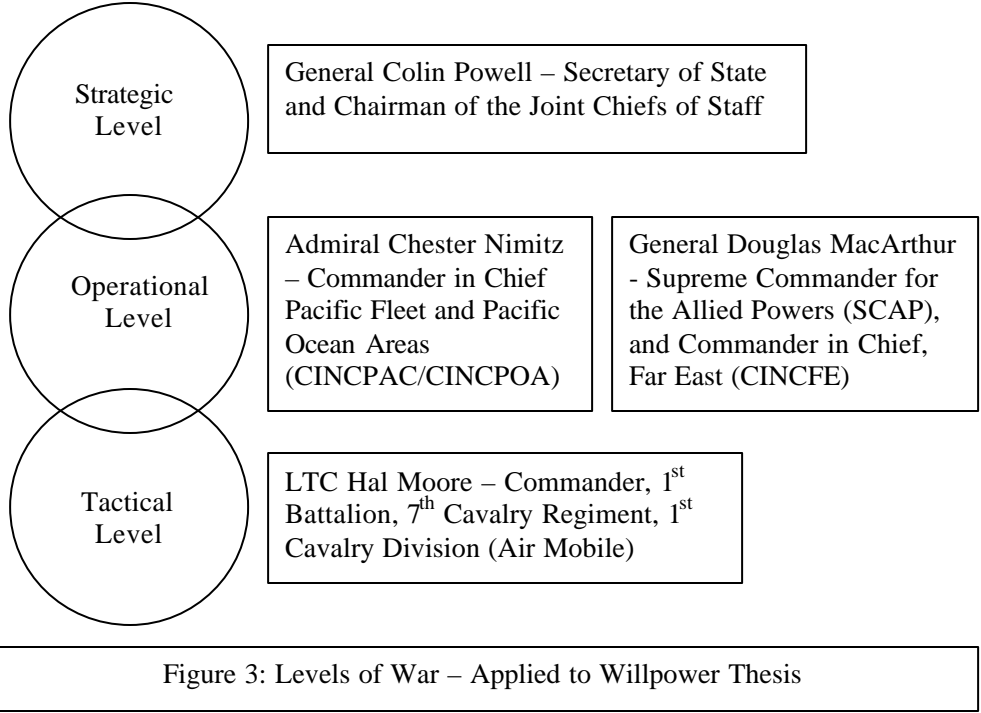 Strategic
Level
General Colin Powell – Secretary of State
and Chairman of the Joint Chiefs of Staff
Operational
Level
Admiral Chester Nimitz
– Commander in Chief
Pacific Fleet and Pacific
Ocean Areas
(CINCPAC/CINCPOA)
General Douglas MacArthur
- Supreme Commander for
the Allied Powers (SCAP),
and Commander in Chief,
Far East (CINCFE)
Tactical
Level
LTC Hal Moore – Commander, 1st
Battalion, 7th Cavalry Regiment, 1st
Cavalry Division (Air Mobile)
Figure 3: Levels of War – Applied to Willpower Thesis